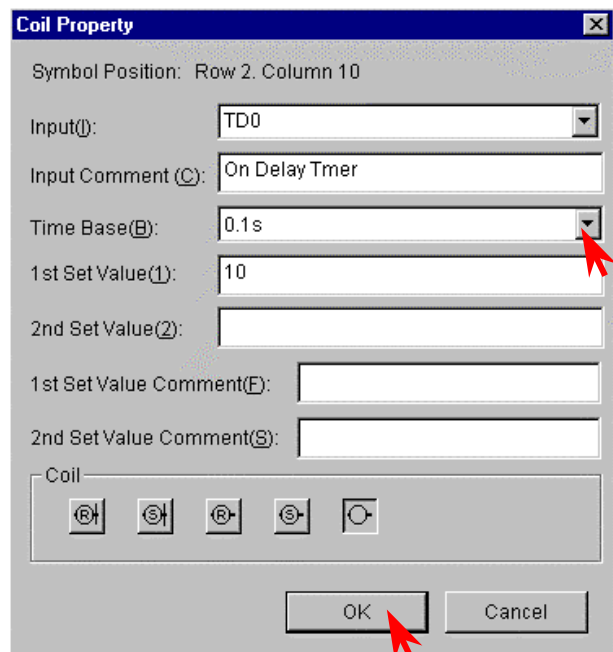 Coil Property
Symbol Position: Row 2. Column 10
Input(I): TD0
Input Comment (C): On Delay Tmer
Time Base(B): 0.1s
1st Set Value(1): 10
2nd Set Value(2):
1st Set Value Comment(F):
2nd Set Value Comment(S):
Coil
R S R S
OK Cancel